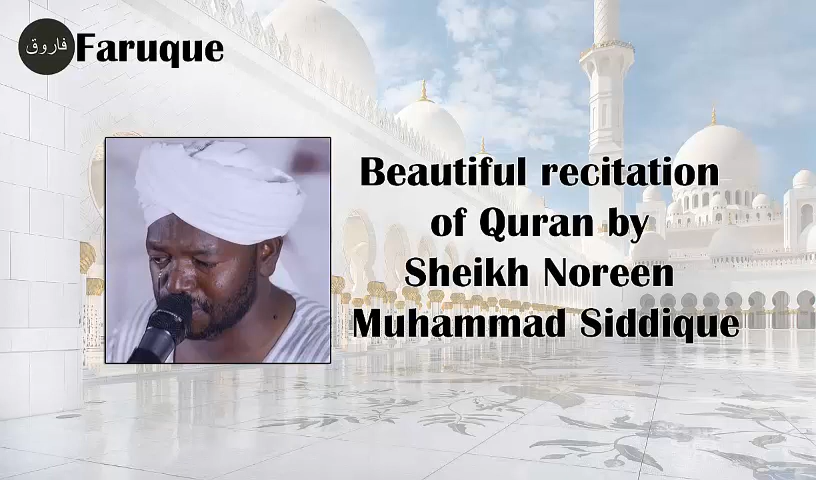 فاروق
Faruque
Beautiful recitation
of Quran by
Sheikh Noreen
Muhammad Siddique